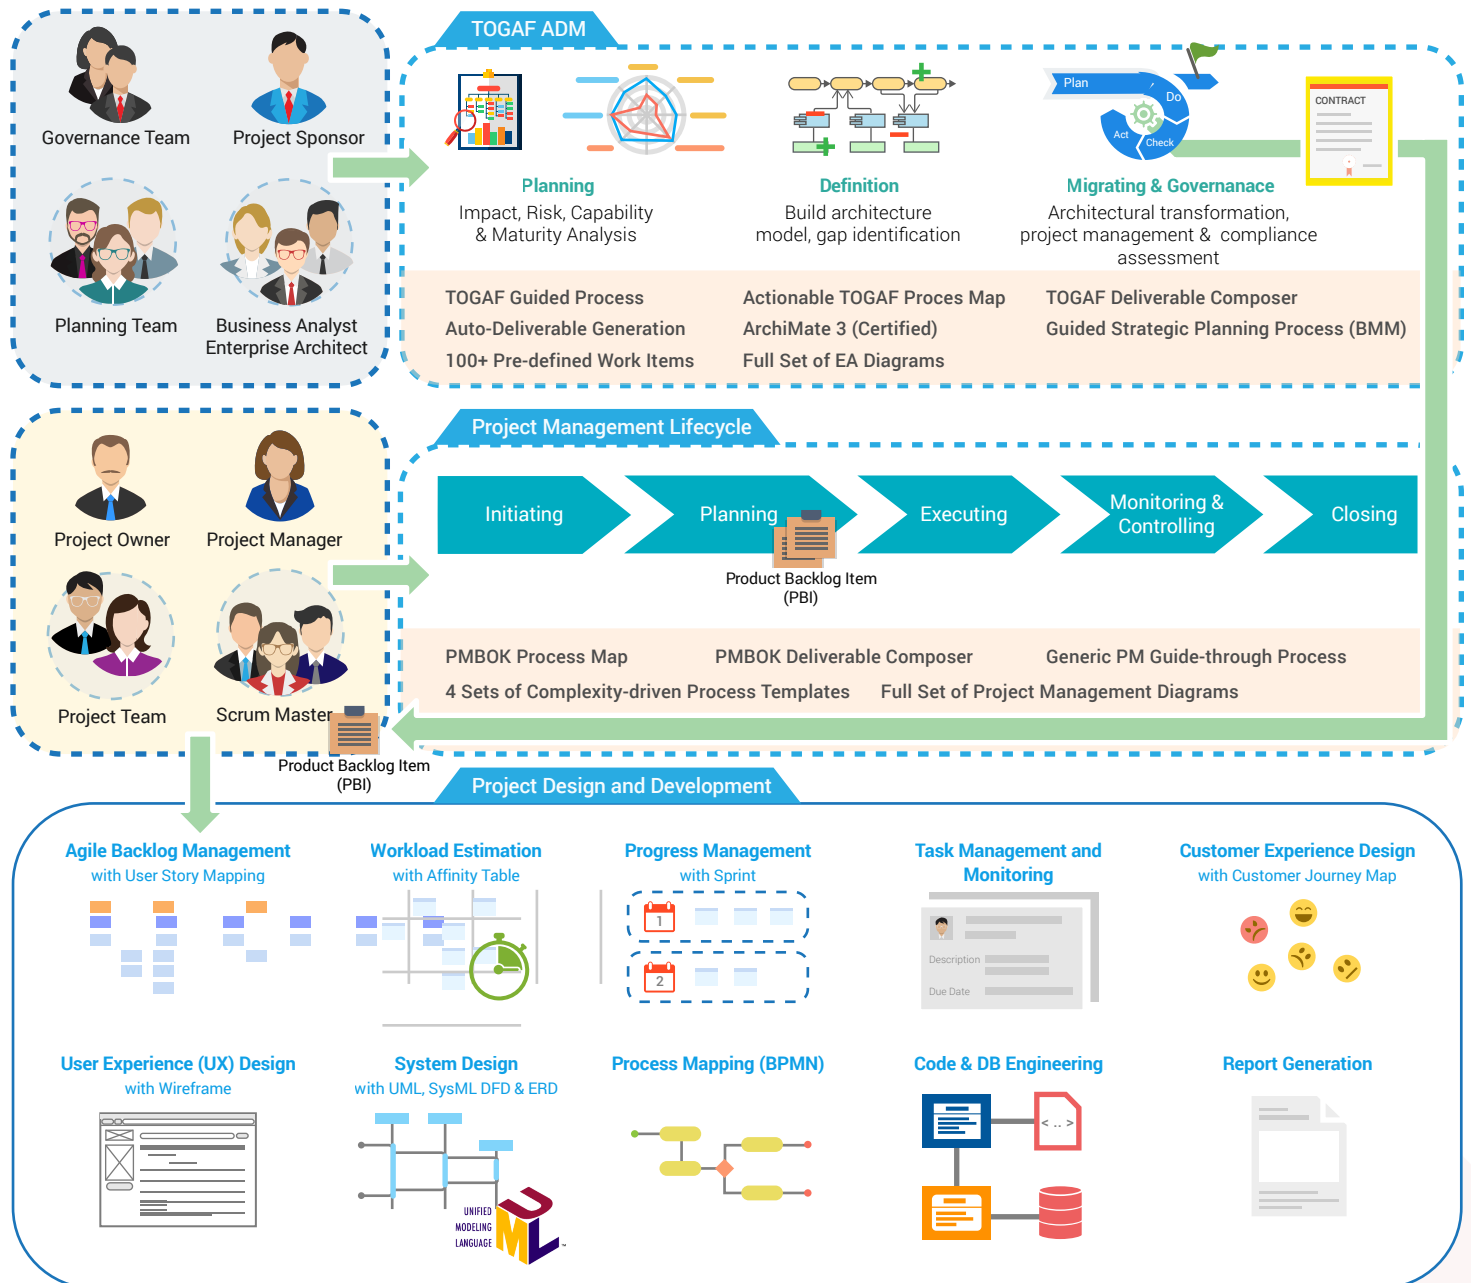 TOGAF ADM
Governance Team
Project Sponsor
Planning Team
Business Analyst
Enterprise Architect
Plan
Do
Check
Act
CONTRACT
Planning
Impact, Risk, Capability
& Maturity Analysis
Definition
Build architecture
model, gap identification
Migrating & Governanace
Architectural transformation,
project management & compliance
assessment
TOGAF Guided Process
Actionable TOGAF Proces Map
TOGAF Deliverable Composer
Auto-Deliverable Generation
ArchiMate 3 (Certified)
Guided Strategic Planning Process (BMM)
100+ Pre-defined Work Items
Full Set of EA Diagrams
Project Management Lifecycle
Project Owner
Project Manager
Project Team
Scrum Master
Product Backlog Item
(PBI)
Initiating
Planning
Executing
Monitoring &
Controlling
Closing
Product Backlog Item
(PBI)
PMBOK Process Map
PMBOK Deliverable Composer
Generic PM Guide-through Process
4 Sets of Complexity-driven Process Templates
Full Set of Project Management Diagrams
Project Design and Development
Agile Backlog Management
with User Story Mapping
Workload Estimation
with Affinity Table
Progress Management
with Sprint
1
2
Task Management and
Monitoring
Description
Due Date
Customer Experience Design
with Customer Journey Map
User Experience (UX) Design
with Wireframe
System Design
with UML, SysML DFD & ERD
UNIFIED
MODELING
LANGUAGE
UML
™
Process Mapping (BPMN)
Code & DB Engineering
< .. >
Report Generation